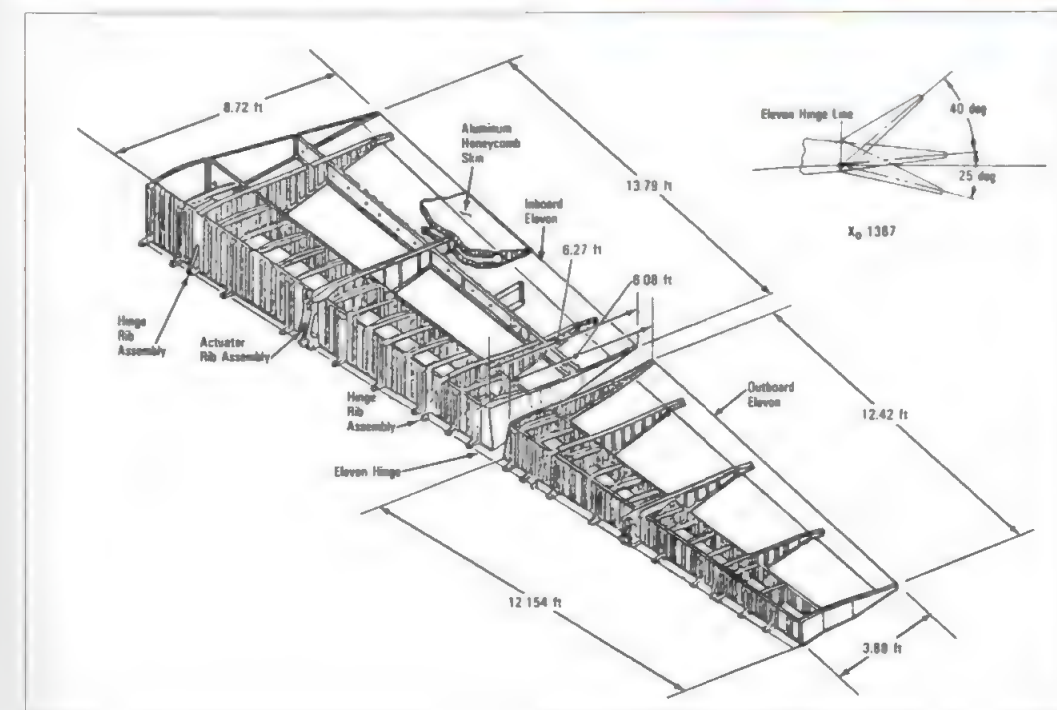 8.72 ft
Aluminum
Honeycomb
Skin
13.79 ft
Inboard
Elevon
6.27 ft
6.08 ft
Elevon Hinge Line
40 deg
25 deg
X₀ 1387
Hinge
Rib
Assembly
Actuator
Rib Assembly
Hinge
Rib
Assembly
Elevon Hinge
Outboard
Elevon
12.42 ft
12.154 ft
3.88 ft